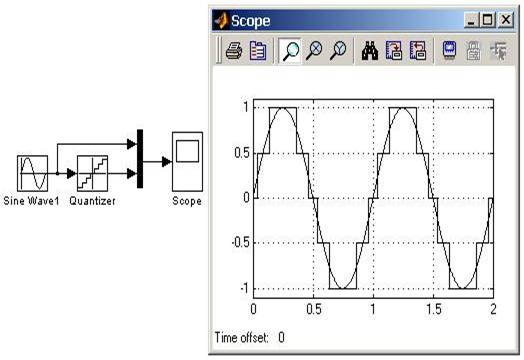 Scope
1
0.5
0
-0.5
-1
0
0.5
1
1.5
2
Sine Wave1
Quantizer
Scope
Time offset: 0